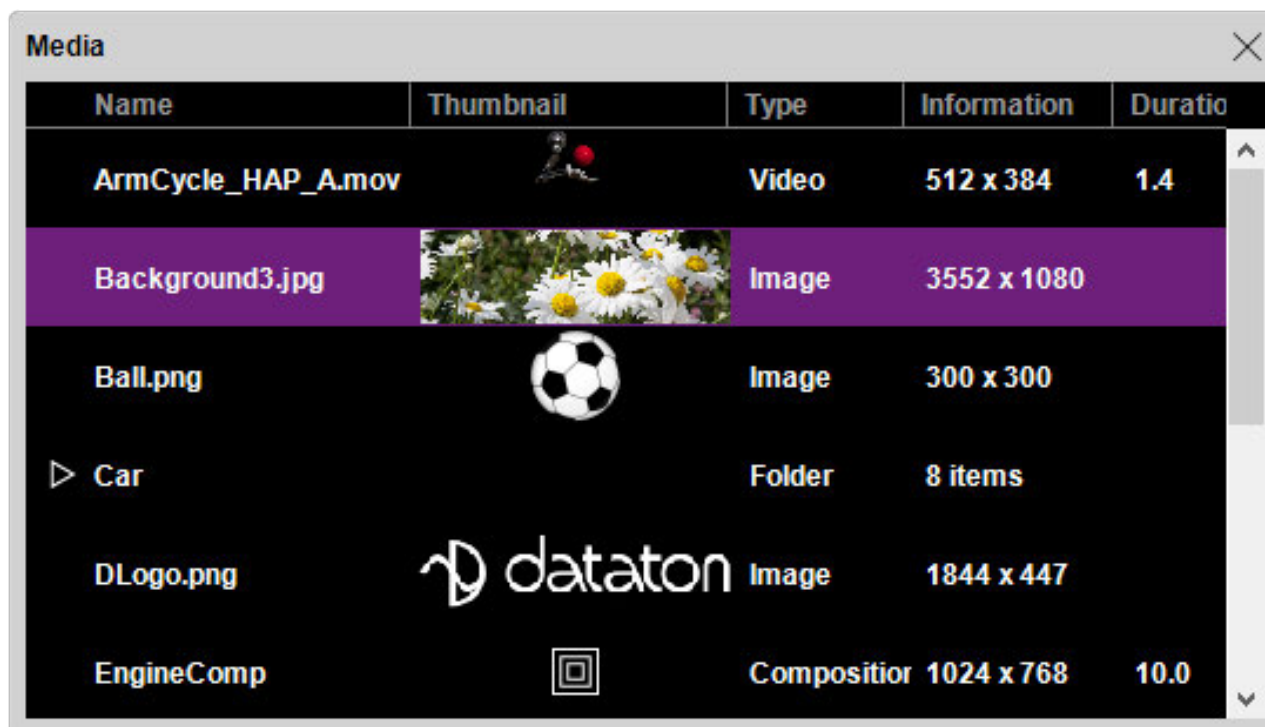 Media
Name Thumbnail Type Information Duratio
ArmCycle_HAP_A.mov Video 512 x 384 1.4
Background3.jpg Image 3552 x 1080
Ball.png Image 300 x 300
Car Folder 8 items
DLogo.png dataton Image 1844 x 447
EngineComp Composition 1024 x 768 10.0